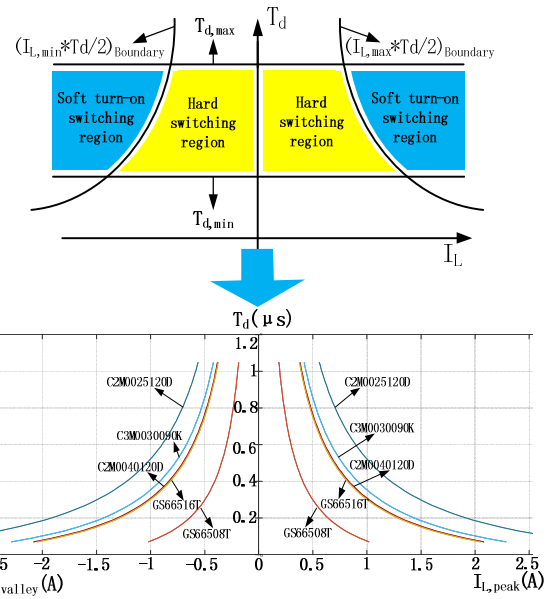 (I_L,min*Td/2)_Boundary
T_d,max
T_d
(I_L,max*Td/2)_Boundary
Soft turn-on
switching
region
Hard
switching
region
Hard
switching
region
Soft turn-on
switching
region
T_d,min
I_L
T_d(μs)
1.2
1
0.8
0.6
0.4
0.2
C2M0025120D
C3M0030090K
C2M0040120D
GS66516T
GS66508T
C2M0025120D
C3M0030090K
C2M0040120D
GS66516T
GS66508T
.5
-2
-1.5
-1
-0.5
0
0.5
1
1.5
2
2.5
valley(A)
I_L,peak(A)